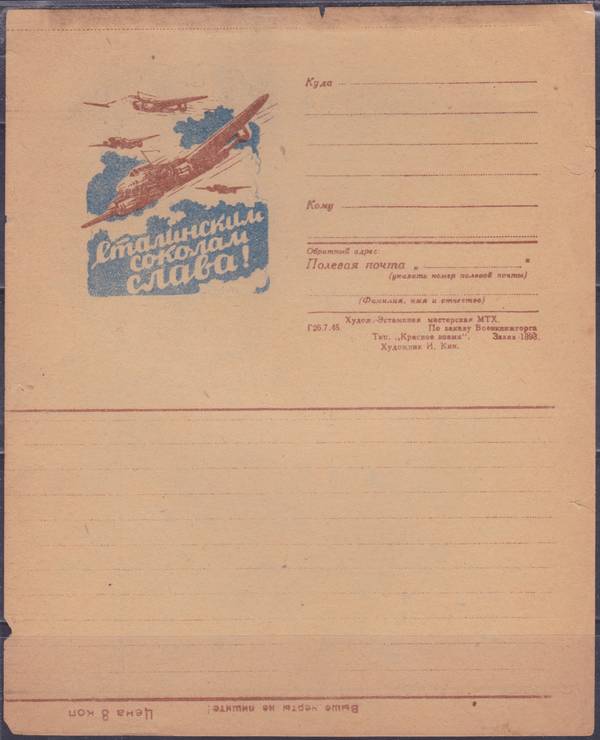 Сталинским
соколам
слава!
Куда
Кому
Обратный адрес:
Полевая почта „ "
(указать номер полевой почты)
(Фамилия, имя и отчество)
Худож.-Эстампная мастерская МТХ.
Г26.7.45. По заказу Военкнижторга
Тип. „Красное знамя". Заказ 1893.
Художник И. Кин.
Выше черты не пишите!
Цена 8 коп